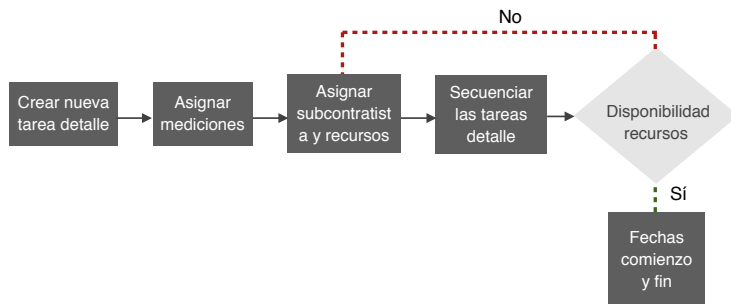 No
Crear nueva
tarea detalle
Asignar
mediciones
Asignar
subcontratist
a y recursos
Secuenciar
las tareas
detalle
Disponibilidad
recursos
Sí
Fechas
comienzo
y fin